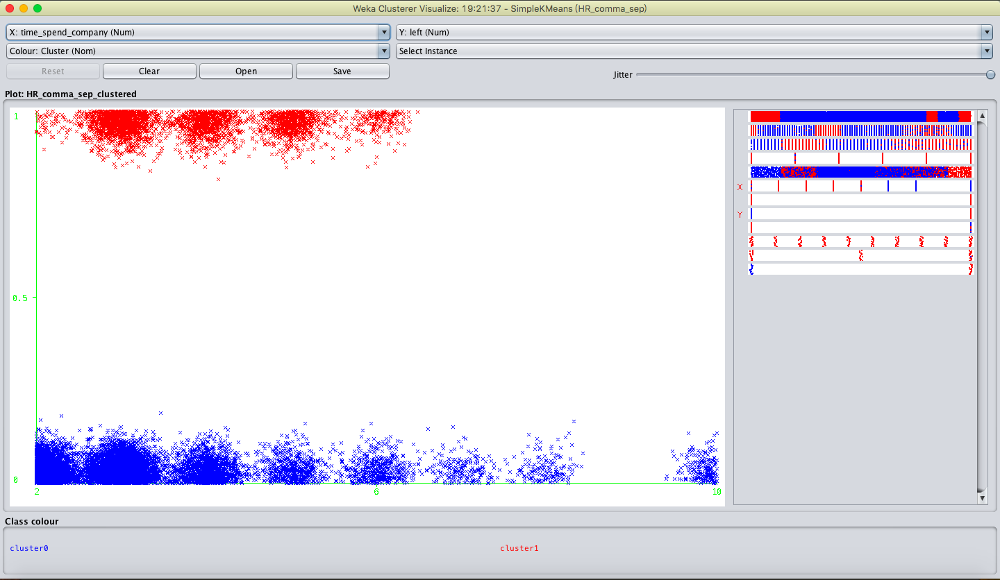 Weka Clusterer Visualize: 19:21:37 - SimpleKMeans (HR_comma_sep)
X: time_spend_company (Num)
Y: left (Num)
Colour: Cluster (Nom)
Select Instance
Reset
Clear
Open
Save
Jitter
Plot: HR_comma_sep_clustered
1
0.5
0
2
6
10
X
Y
Class colour
cluster0
cluster1